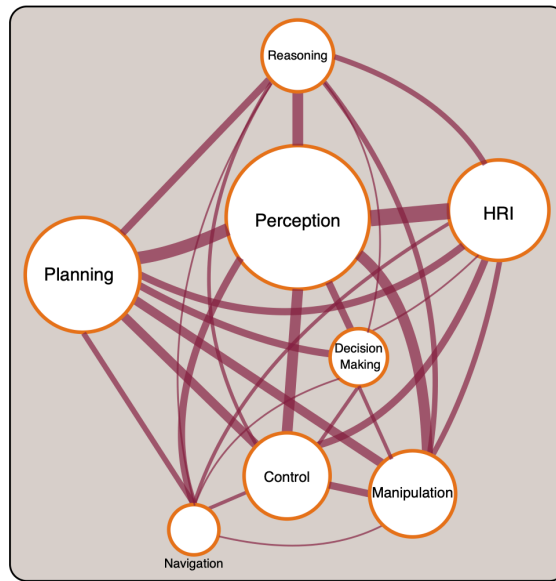 Reasoning
Perception
HRI
Planning
Decision
Making
Control
Manipulation
Navigation